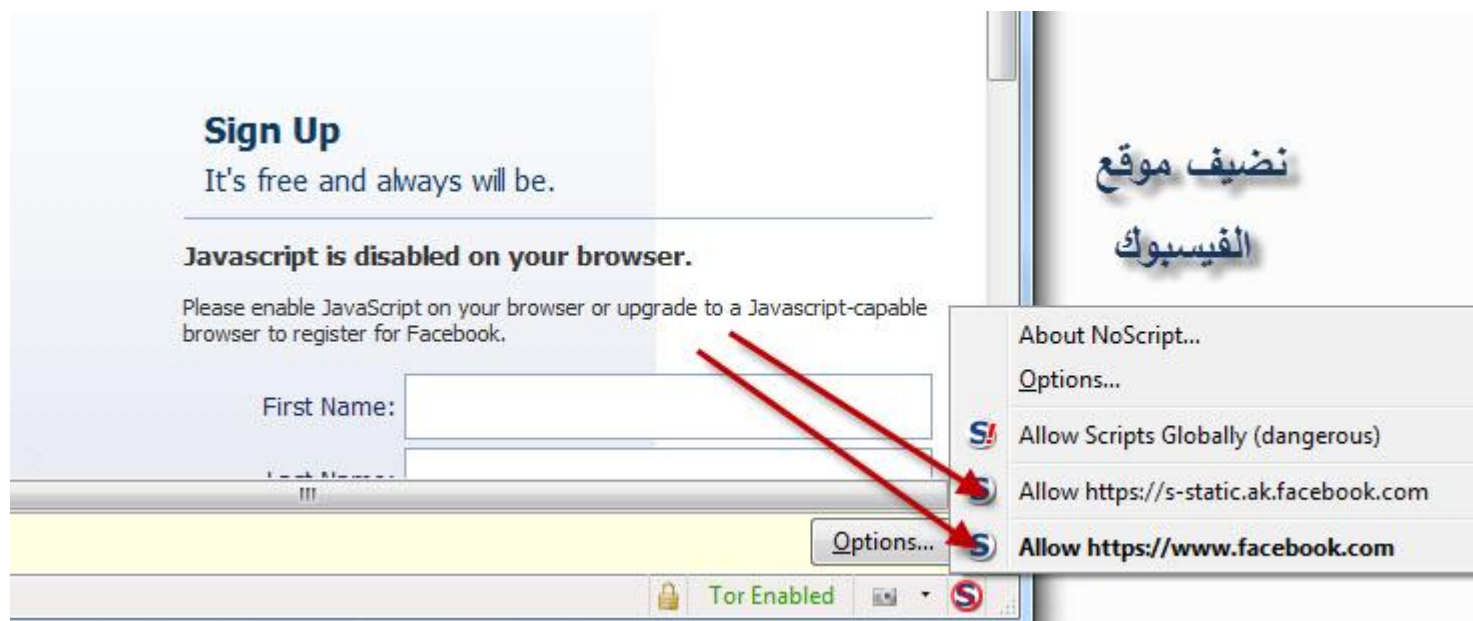 Sign Up
It's free and always will be.
نضيف موقع
الفيسبوك
Javascript is disabled on your browser.
Please enable JavaScript on your browser or upgrade to a Javascript-capable
browser to register for Facebook.
First Name:
Last Name:
Options...
Tor Enabled
About NoScript...
Options...
Allow Scripts Globally (dangerous)
Allow https://s-static.ak.facebook.com
Allow https://www.facebook.com